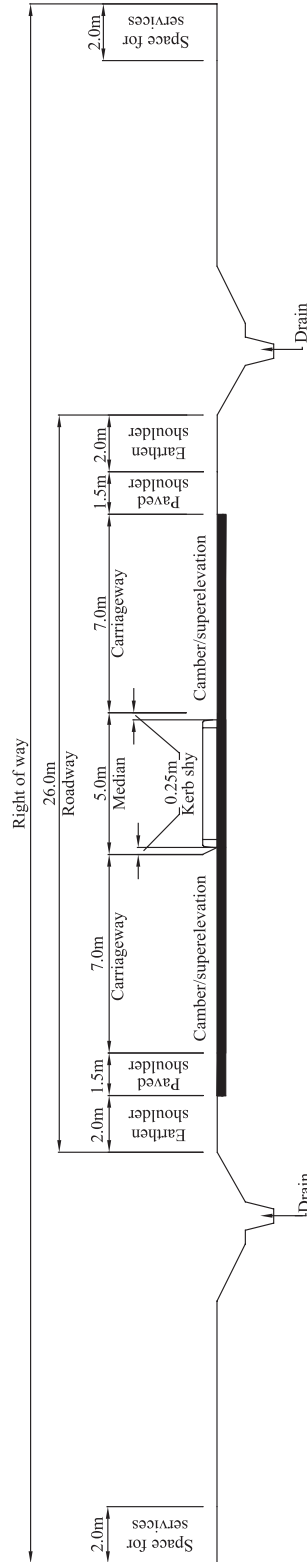 Right of way
26.0m
Roadway
2.0m
Space for
services
2.0m
Earthen
shoulder
1.5m
Paved
shoulder
7.0m
Carriageway
Camber/superelevation
5.0m
Median
0.25m
Kerb shy
7.0m
Carriageway
Camber/superelevation
1.5m
Paved
shoulder
2.0m
Earthen
shoulder
2.0m
Space for
services
Drain
Drain